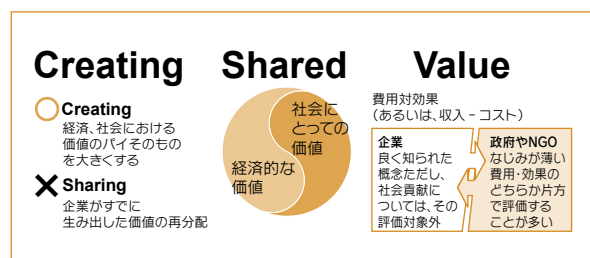 Creating Shared Value
Creating
経済、社会における
価値のパイそのもの
を大きくする
Sharing
企業がすでに
生み出した価値の再分配
社会に
とっての
価値
経済的な
価値
費用対効果
(あるいは、収入 − コスト)
企業
良く知られた
概念ただし、
社会貢献に
ついては、その
評価対象外
政府やNGO
なじみが薄い
費用・効果の
どちらか片方
で評価する
ことが多い